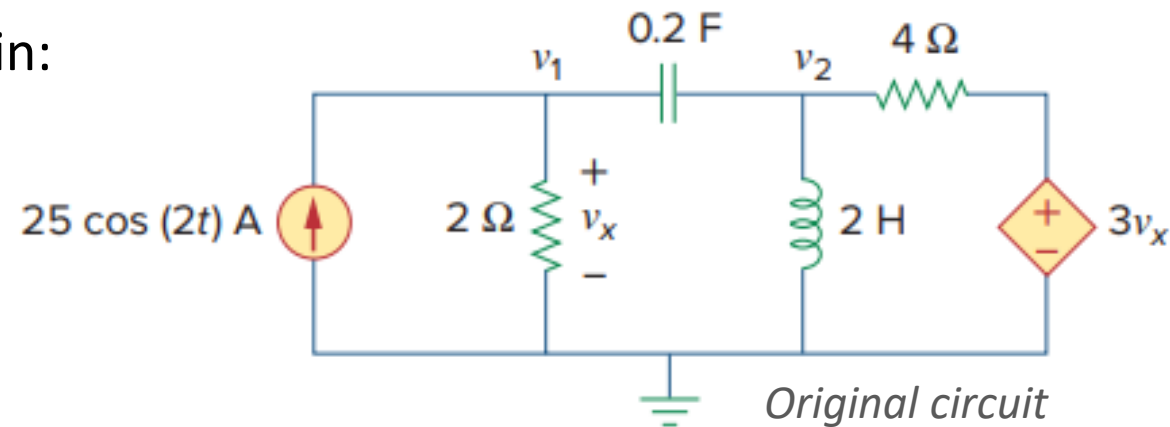 in:
0.2 F
4 Ω
v₁
v₂
25 cos (2t) A
2 Ω
+
vₓ
−
2 H
+
−
3vₓ
Original circuit